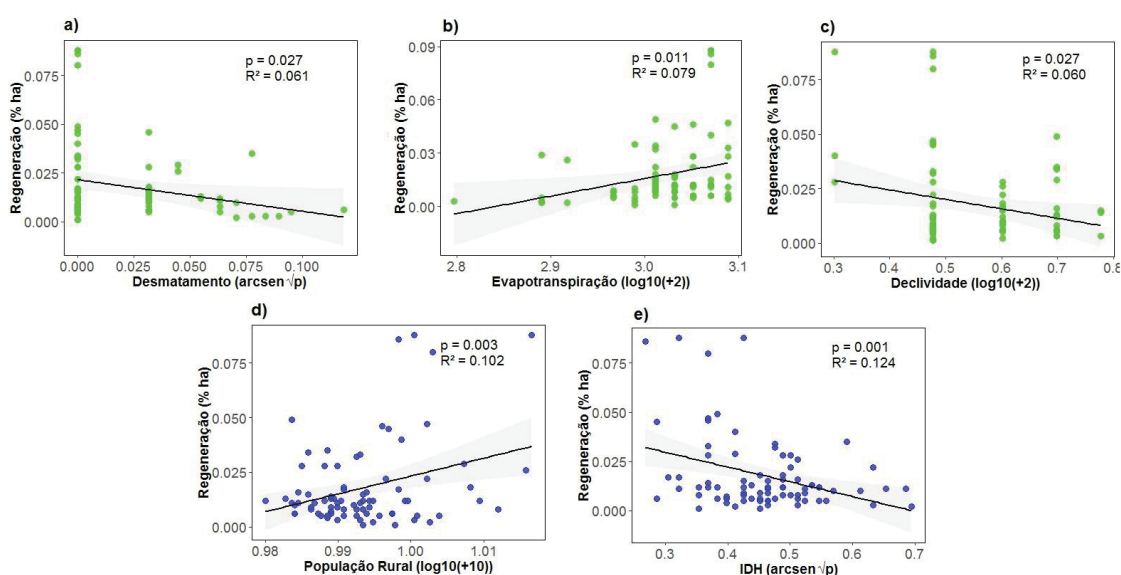 a)
p = 0.027
R² = 0.061
Regeneração (% ha)
0.075
0.050
0.025
0.000
0.000 0.025 0.050 0.075 0.100
Desmatamento (arcsen √p)
b)
p = 0.011
R² = 0.079
Regeneração (% ha)
0.09
0.06
0.03
0.00
2.8 2.9 3.0 3.1
Evapotranspiração (log10(+2))
c)
p = 0.027
R² = 0.060
Regeneração (% ha)
0.075
0.050
0.025
0.000
0.3 0.4 0.5 0.6 0.7 0.8
Declividade (log10(+2))
d)
p = 0.003
R² = 0.102
Regeneração (% ha)
0.075
0.050
0.025
0.000
0.98 0.99 1.00 1.01
População Rural (log10(+10))
e)
p = 0.001
R² = 0.124
Regeneração (% ha)
0.075
0.050
0.025
0.000
0.3 0.4 0.5 0.6 0.7
IDH (arcsen √p)